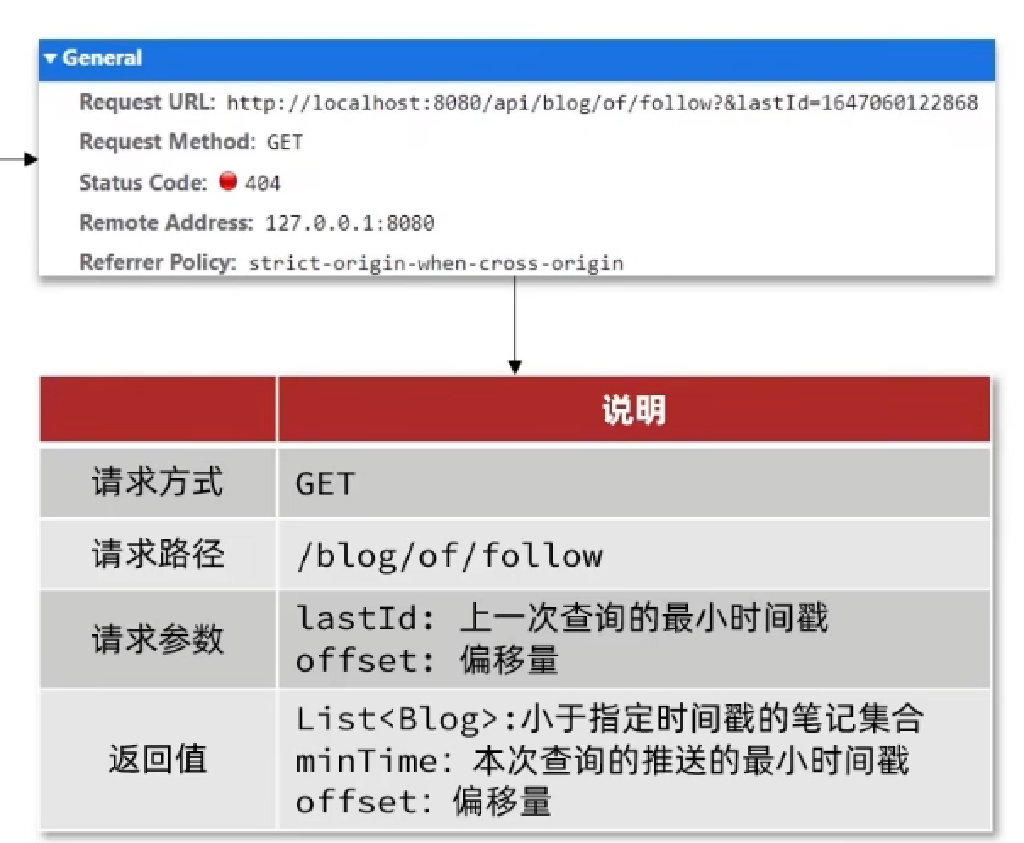 General
Request URL: http://localhost:8080/api/blog/of/follow?&lastId=1647060122868
Request Method: GET
Status Code: 404
Remote Address: 127.0.0.1:8080
Referrer Policy: strict-origin-when-cross-origin
说明
请求方式 GET
请求路径 /blog/of/follow
请求参数 lastId: 上一次查询的最小时间戳
offset: 偏移量
返回值 List<Blog>:小于指定时间戳的笔记集合
minTime: 本次查询的推送的最小时间戳
offset: 偏移量